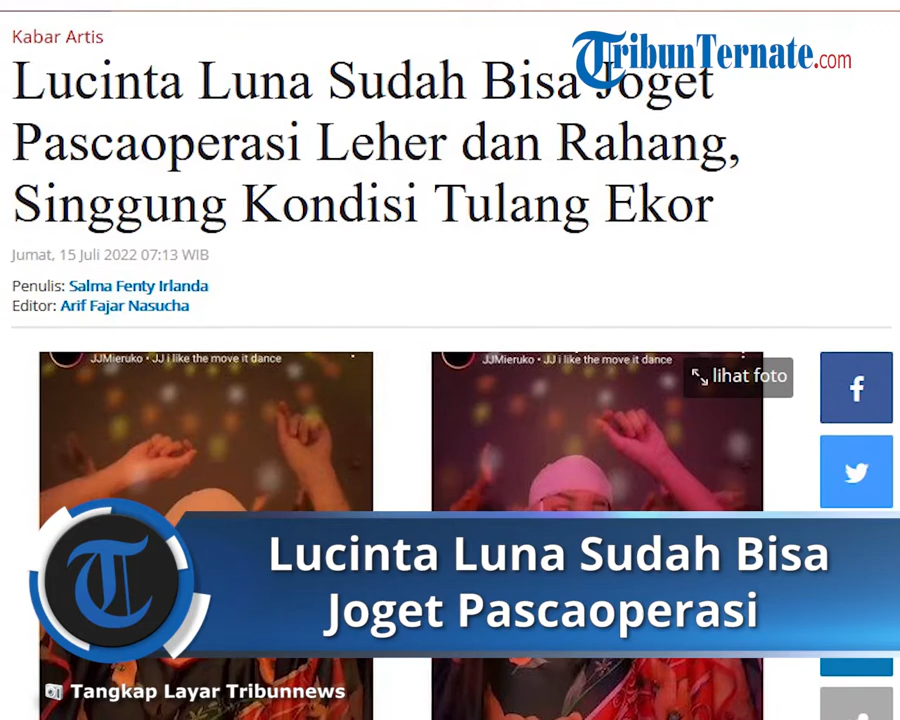 Kabar Artis
TribunTernate.com
Lucinta Luna Sudah Bisa Joget
Pascaoperasi Leher dan Rahang,
Singgung Kondisi Tulang Ekor
Jumat, 15 Juli 2022 07:13 WIB
Penulis: Salma Fenty Irlanda
Editor: Arif Fajar Nasucha
JJMieruko • JJ i like the move it dance
JJMieruko • JJ i like the move it dance
lihat foto
f
T
Lucinta Luna Sudah Bisa
Joget Pascaoperasi
Tangkap Layar Tribunnews